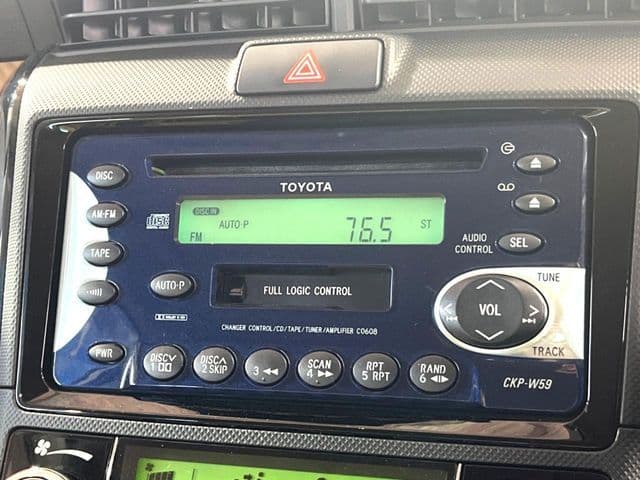 DISC
TOYOTA
AM·FM
DISC IN
AUTO·P
FM
76.5
ST
TAPE
AUDIO
CONTROL
SEL
AUTO·P
FULL LOGIC CONTROL
VOL
TUNE
TRACK
CHANGER CONTROL/CD/TAPE/TUNER/AMPLIFIER C0608
PWR
DISC
1
DISC
2 SKIP
3
SCAN
4
RPT
5 RPT
RAND
6
CKP-W59